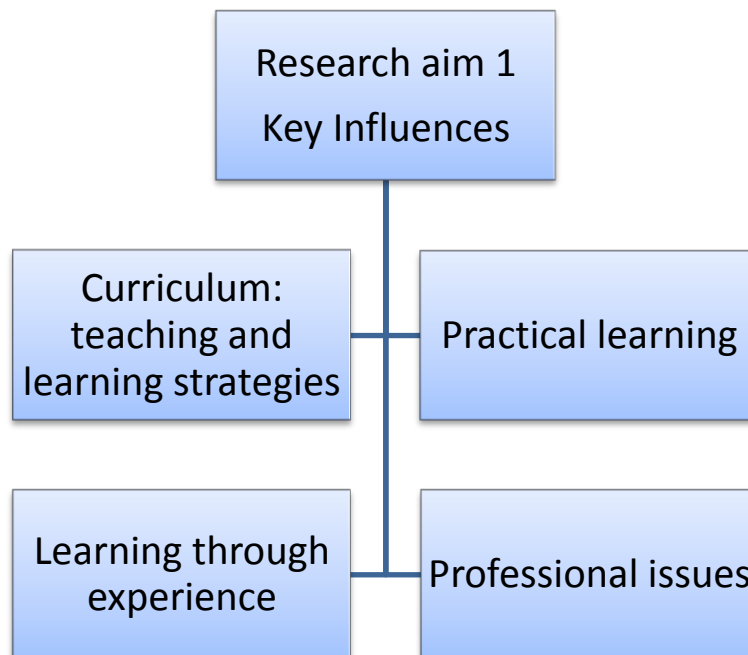 Research aim 1
Key Influences
Curriculum:
teaching and
learning strategies
Practical learning
Learning through
experience
Professional issues